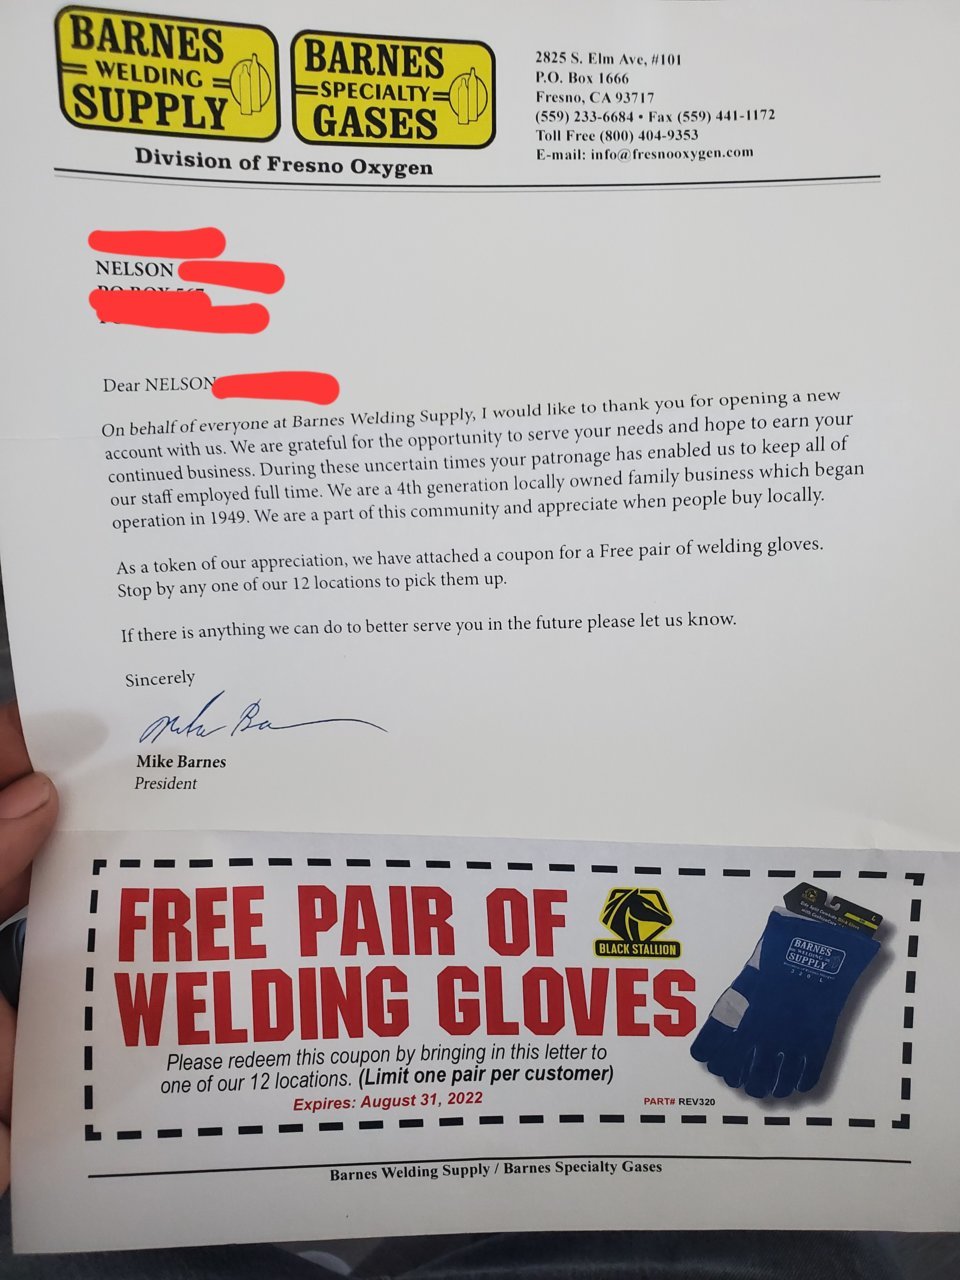 BARNES
WELDING
SUPPLY
BARNES
SPECIALTY
GASES
Division of Fresno Oxygen
2825 S. Elm Ave, #101
P.O. Box 1666
Fresno, CA 93717
(559) 233-6684 • Fax (559) 441-1172
Toll Free (800) 404-9353
E-mail: info@fresnooxygen.com
NELSON
PO BOX
Dear NELSON
On behalf of everyone at Barnes Welding Supply, I would like to thank you for opening a new
account with us. We are grateful for the opportunity to serve your needs and hope to earn your
continued business. During these uncertain times your patronage has enabled us to keep all of
our staff employed full time. We are a 4th generation locally owned family business which began
operation in 1949. We are a part of this community and appreciate when people buy locally.
As a token of our appreciation, we have attached a coupon for a Free pair of welding gloves.
Stop by any one of our 12 locations to pick them up.
If there is anything we can do to better serve you in the future please let us know.
Sincerely
Mike Barnes
President
FREE PAIR OF
WELDING GLOVES
BLACK STALLION
BARNES
WELDING
SUPPLY
Please redeem this coupon by bringing in this letter to
one of our 12 locations. (Limit one pair per customer)
Expires: August 31, 2022
PART# REV320
Barnes Welding Supply / Barnes Specialty Gases